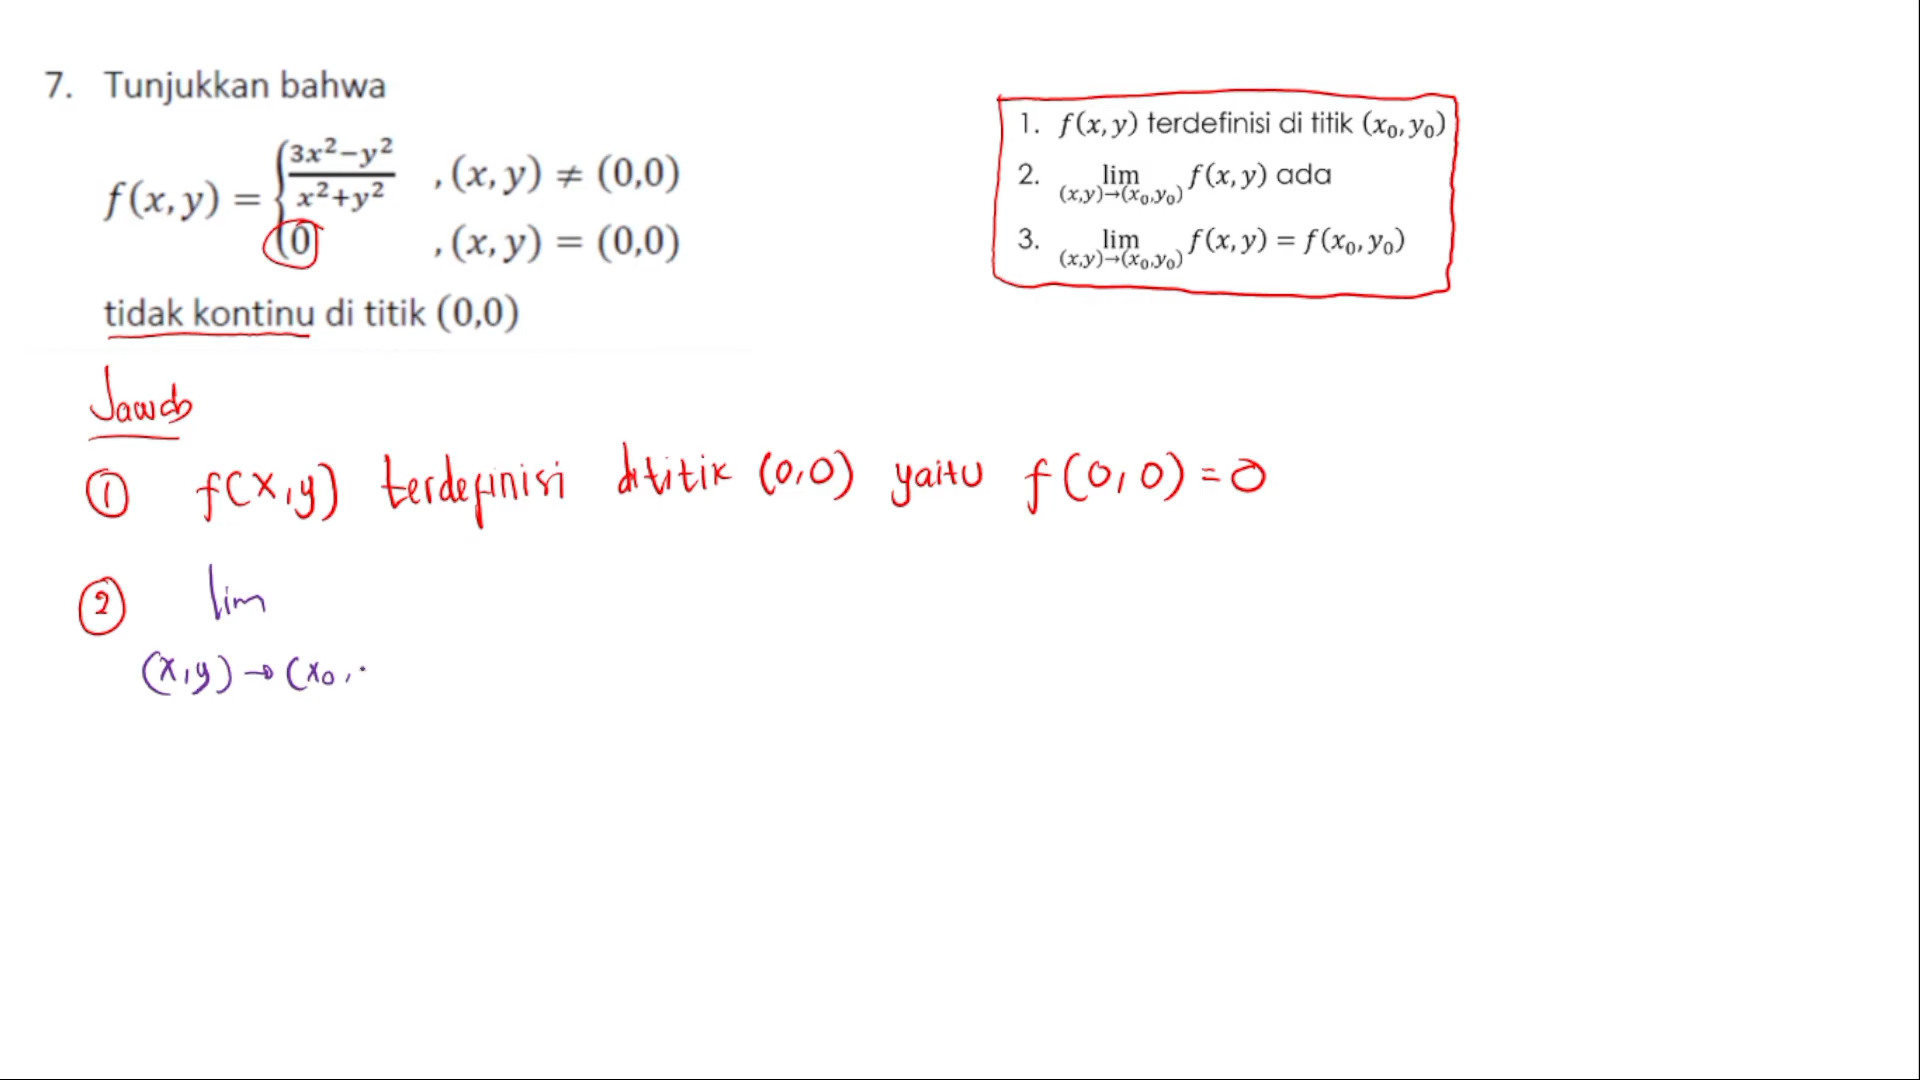 7. Tunjukkan bahwa
f(x, y) = { 3x²−y² / x²+y² , (x, y) ≠ (0,0)
0 , (x, y) = (0,0)
tidak kontinu di titik (0,0)
1. f(x, y) terdefinisi di titik (x₀, y₀)
2. lim (x,y)→(x₀,y₀) f(x, y) ada
3. lim (x,y)→(x₀,y₀) f(x, y) = f(x₀, y₀)
Jawab
① f(x,y) terdefinisi dititik (0,0) yaitu f(0,0) = 0
② lim
(x,y) → (x₀,